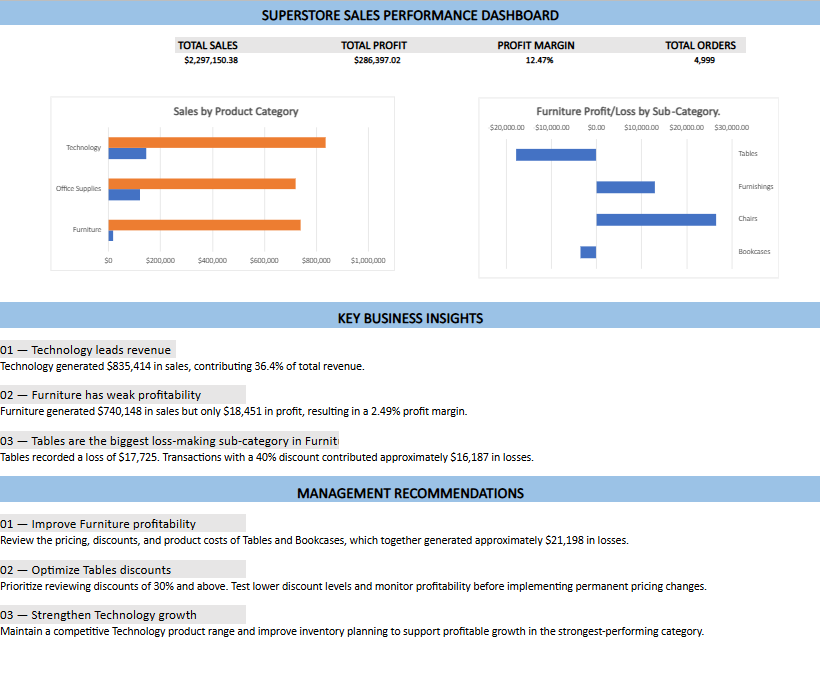 SUPERSTORE SALES PERFORMANCE DASHBOARD
TOTAL SALES TOTAL PROFIT PROFIT MARGIN TOTAL ORDERS
$2,297,150.38 $286,397.02 12.47% 4,999
Sales by Product Category
Technology
Office Supplies
Furniture
$0 $200,000 $400,000 $600,000 $800,000 $1,000,000
Furniture Profit/Loss by Sub-Category.
$20,000.00 $10,000.00 $0.00 $10,000.00 $20,000.00 $30,000.00
Tables
Furnishings
Chairs
Bookcases
KEY BUSINESS INSIGHTS
01 — Technology leads revenue
Technology generated $835,414 in sales, contributing 36.4% of total revenue.
02 — Furniture has weak profitability
Furniture generated $740,148 in sales but only $18,451 in profit, resulting in a 2.49% profit margin.
03 — Tables are the biggest loss-making sub-category in Furnit
Tables recorded a loss of $17,725. Transactions with a 40% discount contributed approximately $16,187 in losses.
MANAGEMENT RECOMMENDATIONS
01 — Improve Furniture profitability
Review the pricing, discounts, and product costs of Tables and Bookcases, which together generated approximately $21,198 in losses.
02 — Optimize Tables discounts
Prioritize reviewing discounts of 30% and above. Test lower discount levels and monitor profitability before implementing permanent pricing changes.
03 — Strengthen Technology growth
Maintain a competitive Technology product range and improve inventory planning to support profitable growth in the strongest-performing category.